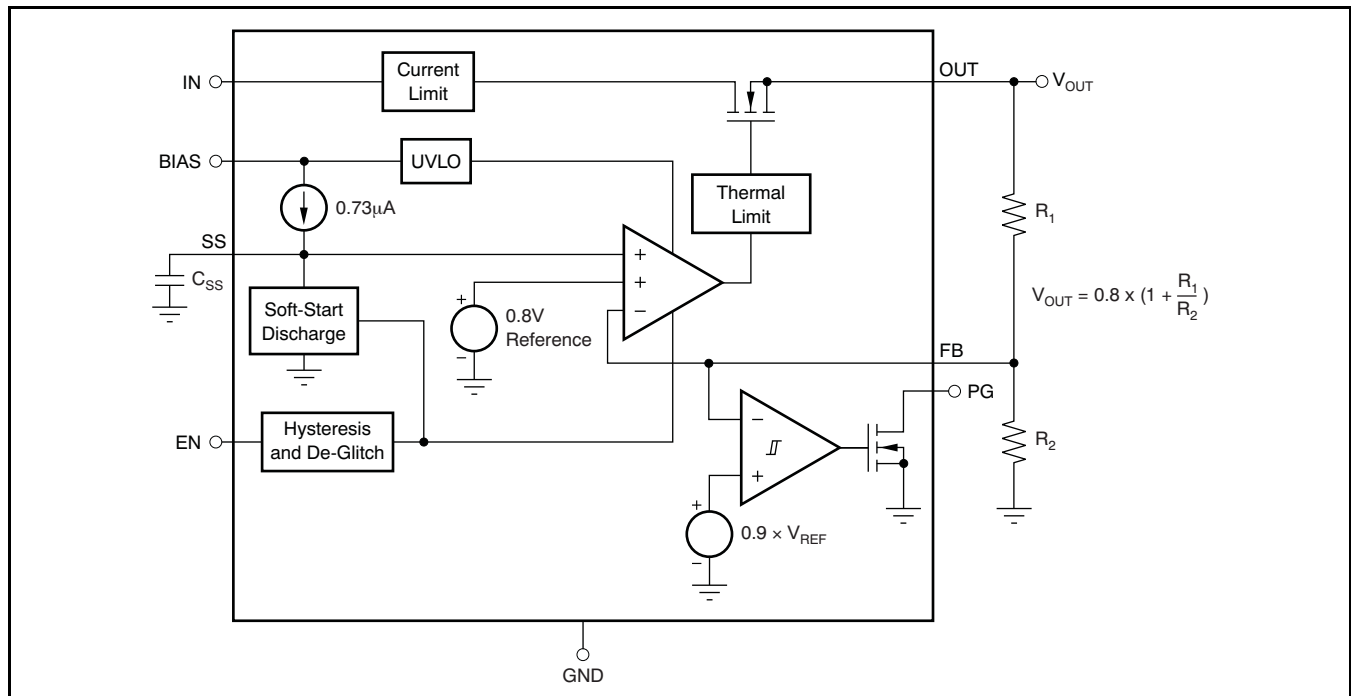 IN
Current
Limit
OUT
V_OUT
BIAS
UVLO
0.73µA
Thermal
Limit
R_1
SS
C_SS
+
+
−
Soft-Start
Discharge
+
−
0.8V
Reference
V_OUT = 0.8 x (1 + R_1/R_2)
FB
PG
EN
Hysteresis
and De-Glitch
−
+
R_2
+
−
0.9 × V_REF
GND